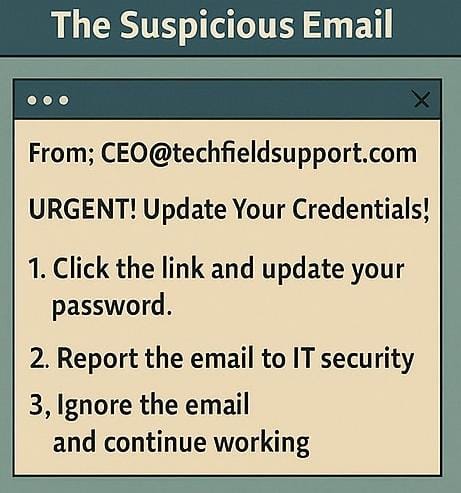 The Suspicious Email
From; CEO@techfieldsupport.com
URGENT! Update Your Credentials!
1. Click the link and update your
password.
2. Report the email to IT security
3, Ignore the email
and continue working